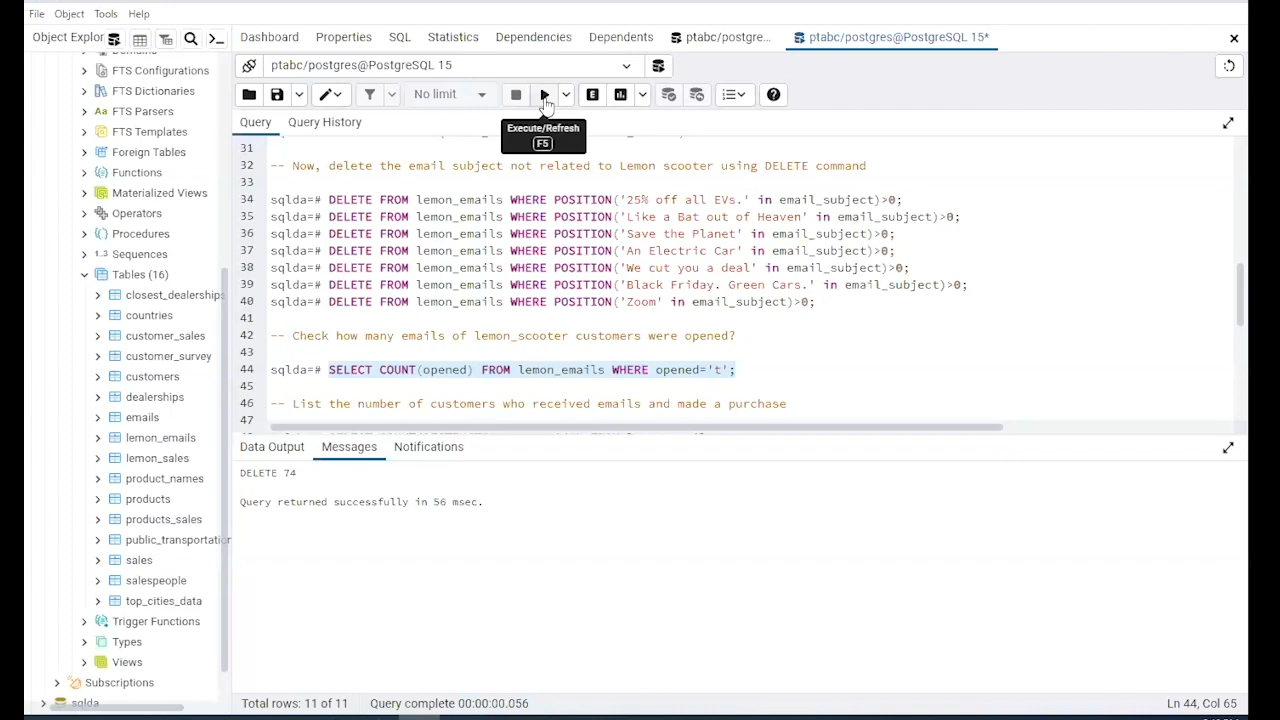 File Object Tools Help
Object Explor
Dashboard Properties SQL Statistics Dependencies Dependents ptabc/postgre... ptabc/postgres@PostgreSQL 15*
ptabc/postgres@PostgreSQL 15
No limit
Execute/Refresh
F5
Query Query History
FTS Configurations
FTS Dictionaries
FTS Parsers
FTS Templates
Foreign Tables
Functions
Materialized Views
Operators
Procedures
1..3 Sequences
Tables (16)
closest_dealerships
countries
customer_sales
customer_survey
customers
dealerships
emails
lemon_emails
lemon_sales
product_names
products
products_sales
public_transportation
sales
salespeople
top_cities_data
Trigger Functions
Types
Views
Subscriptions
sqlda
31
32 -- Now, delete the email subject not related to Lemon scooter using DELETE command
33
34 sqlda=# DELETE FROM lemon_emails WHERE POSITION('25% off all EVs.' in email_subject)>0;
35 sqlda=# DELETE FROM lemon_emails WHERE POSITION('Like a Bat out of Heaven' in email_subject)>0;
36 sqlda=# DELETE FROM lemon_emails WHERE POSITION('Save the Planet' in email_subject)>0;
37 sqlda=# DELETE FROM lemon_emails WHERE POSITION('An Electric Car' in email_subject)>0;
38 sqlda=# DELETE FROM lemon_emails WHERE POSITION('We cut you a deal' in email_subject)>0;
39 sqlda=# DELETE FROM lemon_emails WHERE POSITION('Black Friday. Green Cars.' in email_subject)>0;
40 sqlda=# DELETE FROM lemon_emails WHERE POSITION('Zoom' in email_subject)>0;
41
42 -- Check how many emails of lemon_scooter customers were opened?
43
44 sqlda=# SELECT COUNT(opened) FROM lemon_emails WHERE opened='t';
45
46 -- List the number of customers who received emails and made a purchase
47
Data Output Messages Notifications
DELETE 74
Query returned successfully in 56 msec.
Total rows: 11 of 11 Query complete 00:00:00.056 Ln 44, Col 65